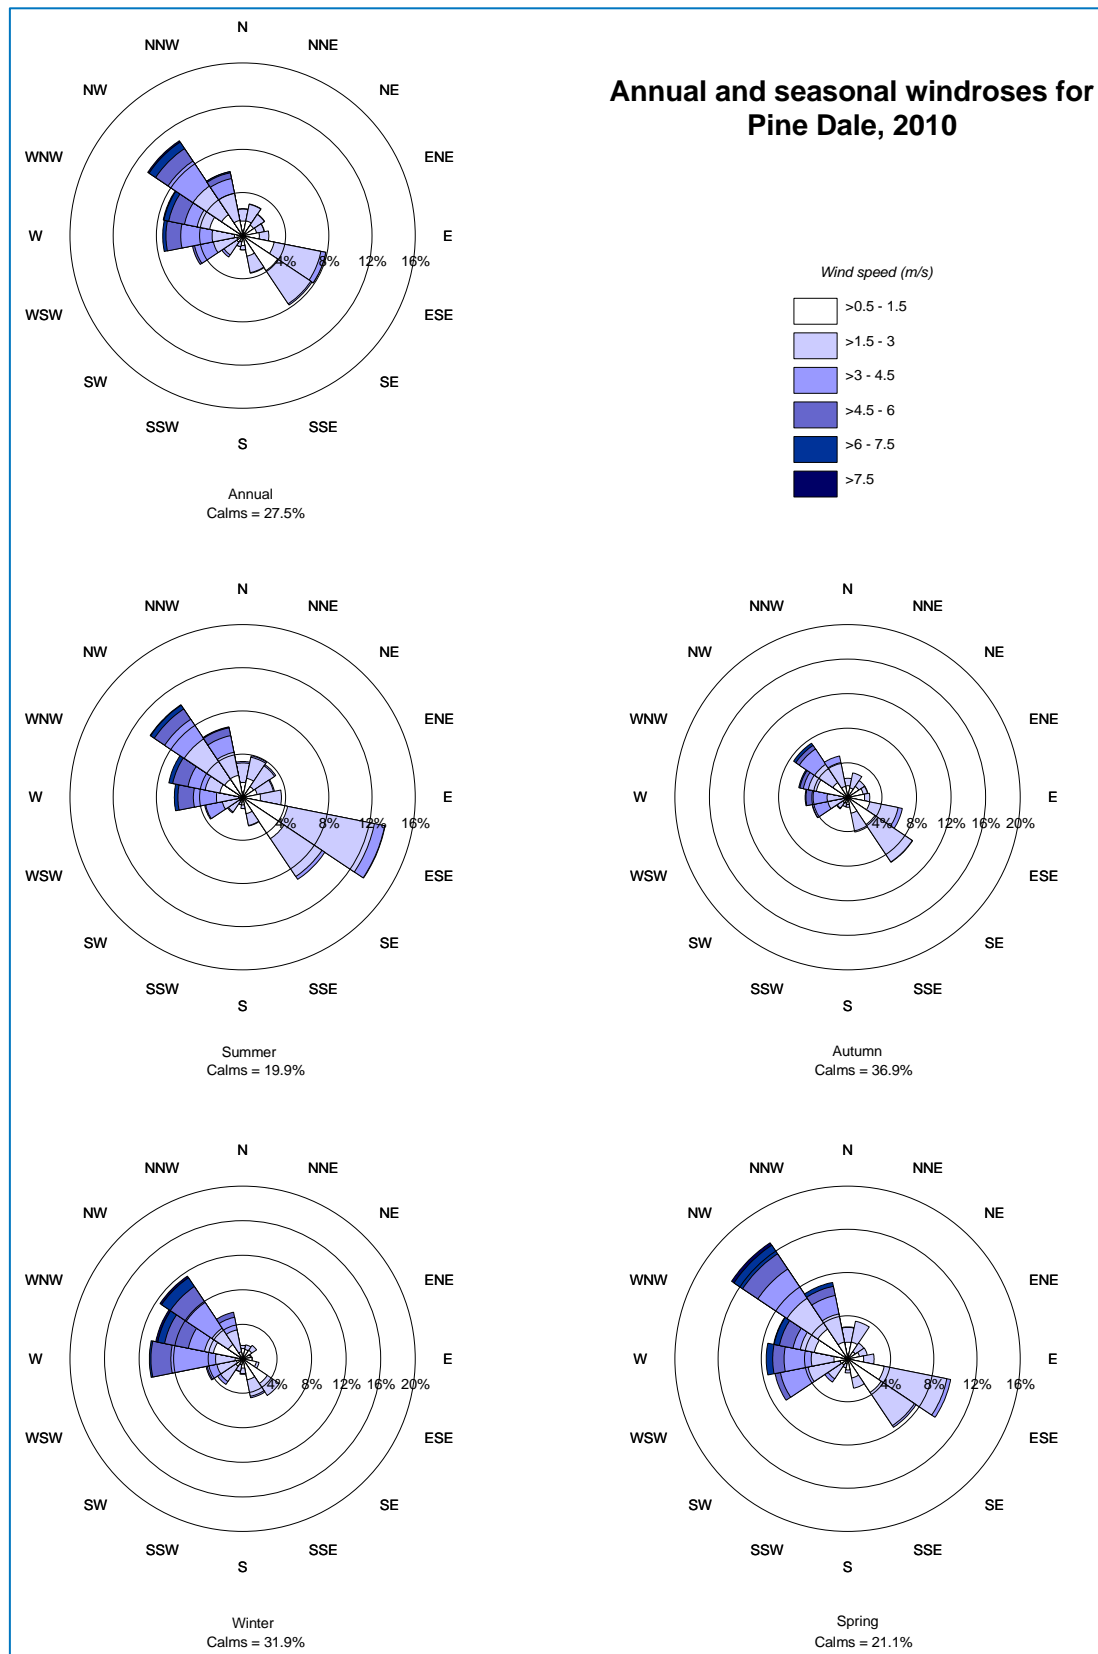 Annual and seasonal windroses for
Pine Dale, 2010
N
NNW
NNE
NW
NE
WNW
ENE
W
E
4%
8%
12%
16%
WSW
ESE
SW
SE
SSW
SSE
S
Annual
Calms = 27.5%
Wind speed (m/s)
>0.5 - 1.5
>1.5 - 3
>3 - 4.5
>4.5 - 6
>6 - 7.5
>7.5
N
NNW
NNE
NW
NE
WNW
ENE
W
E
4%
8%
12%
16%
WSW
ESE
SW
SE
SSW
SSE
S
Summer
Calms = 19.9%
N
NNW
NNE
NW
NE
WNW
ENE
W
E
4%
8%
12%
16%
20%
WSW
ESE
SW
SE
SSW
SSE
S
Autumn
Calms = 36.9%
N
NNW
NNE
NW
NE
WNW
ENE
W
E
4%
8%
12%
16%
20%
WSW
ESE
SW
SE
SSW
SSE
S
Winter
Calms = 31.9%
N
NNW
NNE
NW
NE
WNW
ENE
W
E
4%
8%
12%
16%
WSW
ESE
SW
SE
SSW
SSE
S
Spring
Calms = 21.1%